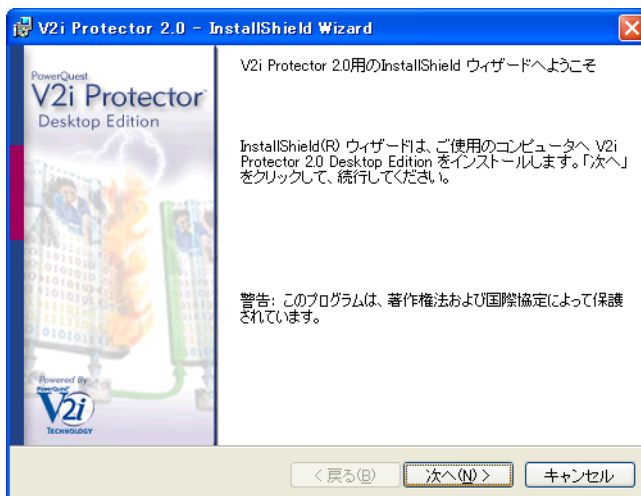 V2i Protector 2.0 - InstallShield Wizard
PowerQuest
V2i Protector
Desktop Edition
V2i Protector 2.0用のInstallShield ウィザードへようこそ
InstallShield(R) ウィザードは、ご使用のコンピュータへ V2i
Protector 2.0 Desktop Edition をインストールします。「次へ」
をクリックして、続行してください。
警告: このプログラムは、著作権法および国際協定によって保護
されています。
Powered By
PowerQuest
V2i
TECHNOLOGY
< 戻る(B)
次へ(N) >
キャンセル